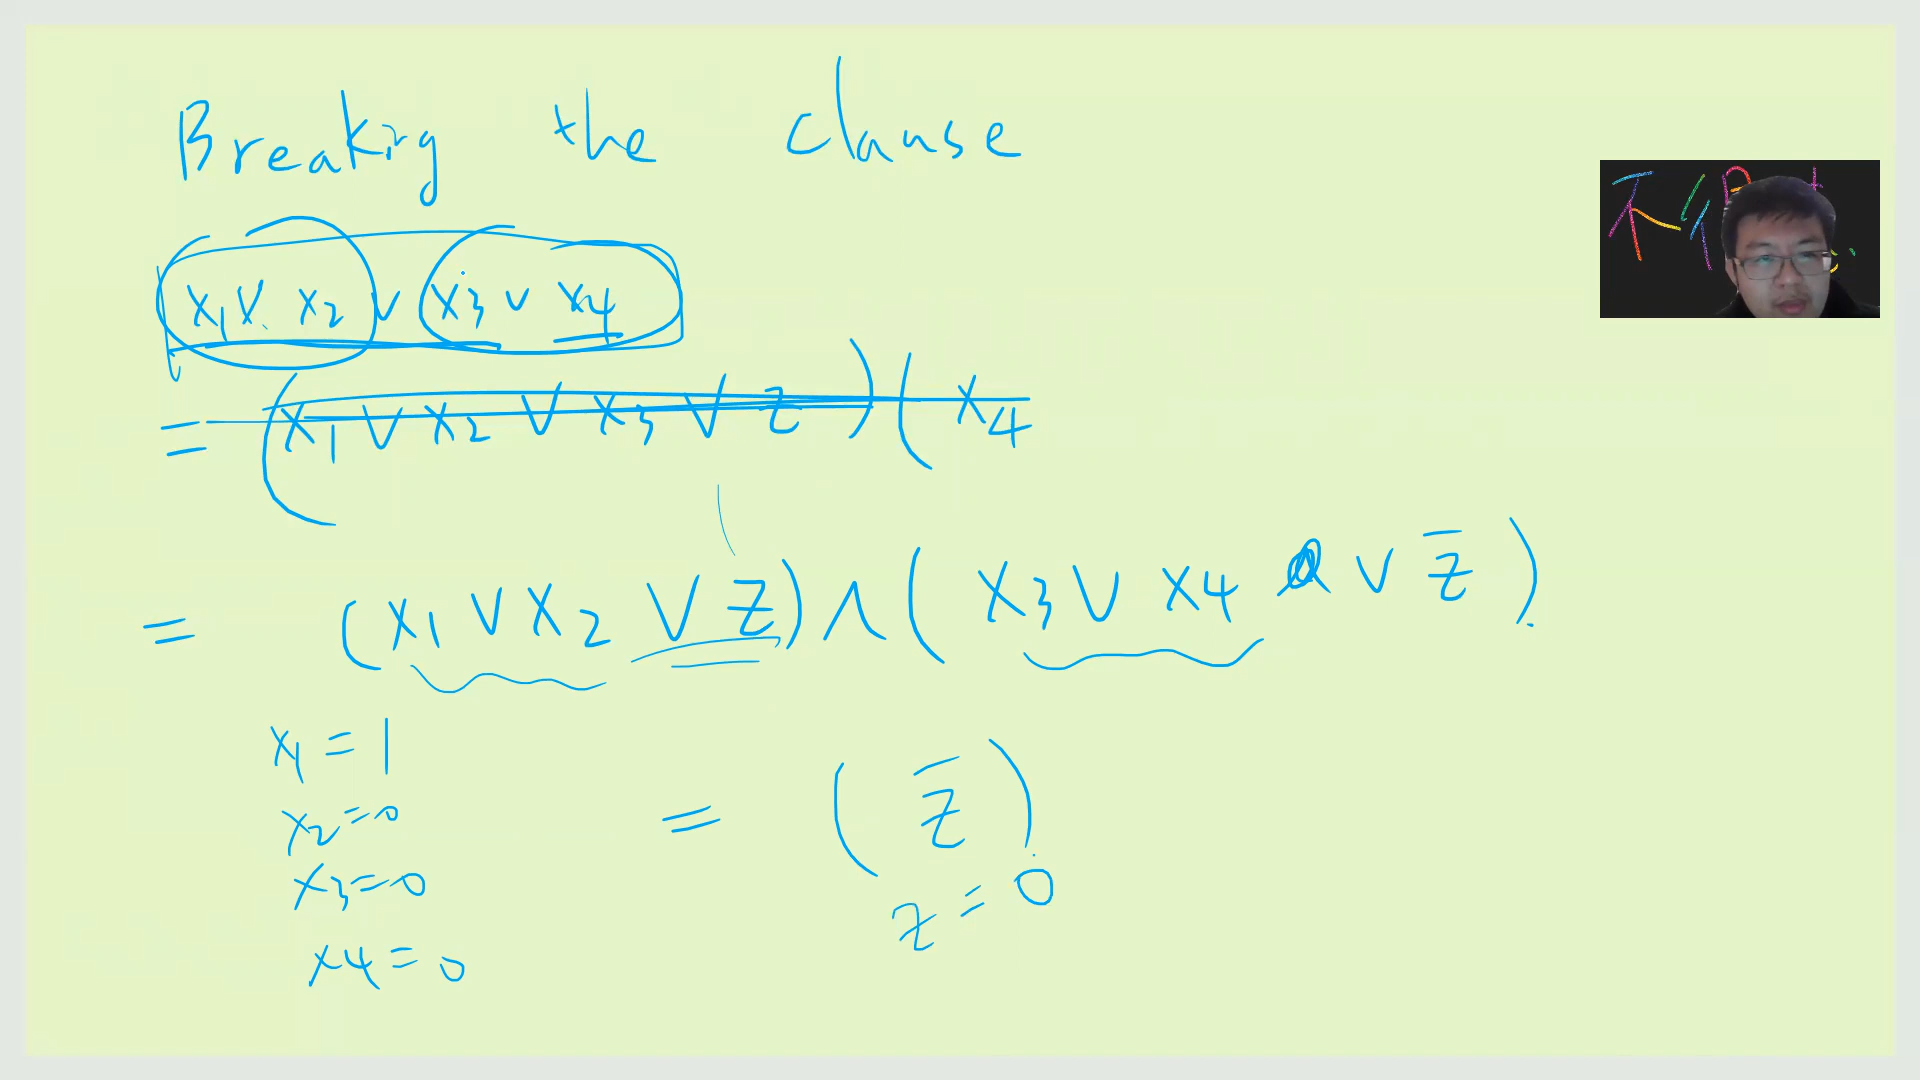 Breaking the clause
x1 ∨ x2 ∨ x3 ∨ x4
= (x1 ∨ x2 ∨ x3 ∨ z) ( x4
= (x1 ∨ x2 ∨ z) ∧ ( x3 ∨ x4 ∨ z̄ )
x1 = 1
x2 = 0
x3 = 0
x4 = 0
= ( z̄ )
z = 0